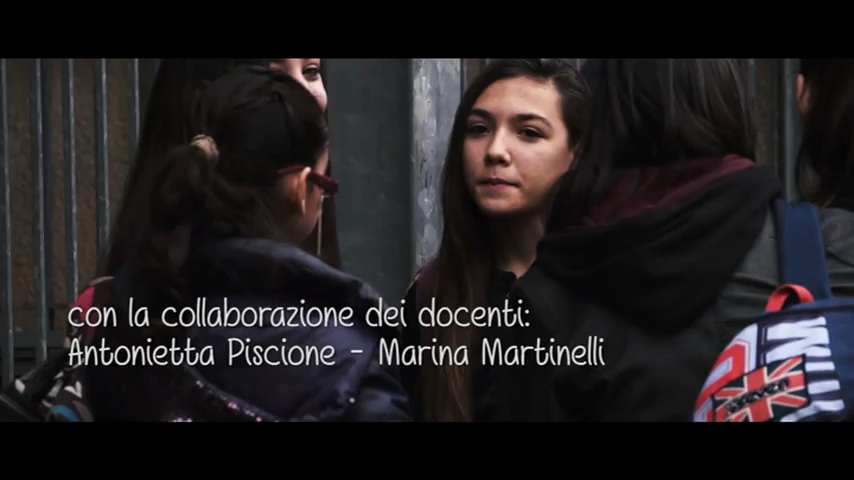 con la collaborazione dei docenti:
Antonietta Piscione - Marina Martinelli